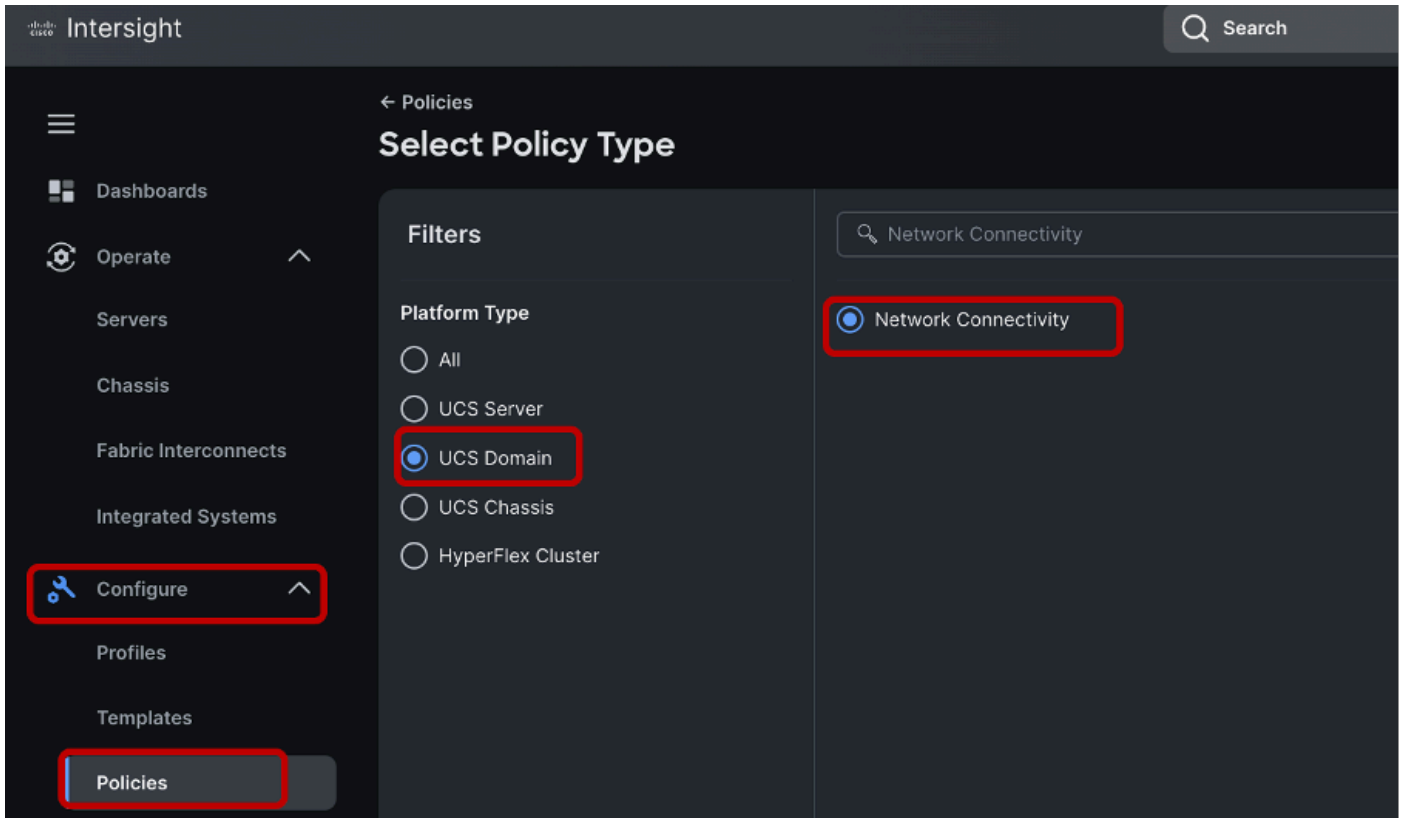 cisco Intersight
Search
← Policies
Select Policy Type
Dashboards
Operate
Servers
Chassis
Fabric Interconnects
Integrated Systems
Configure
Profiles
Templates
Policies
Filters
Platform Type
All
UCS Server
UCS Domain
UCS Chassis
HyperFlex Cluster
Network Connectivity
Network Connectivity